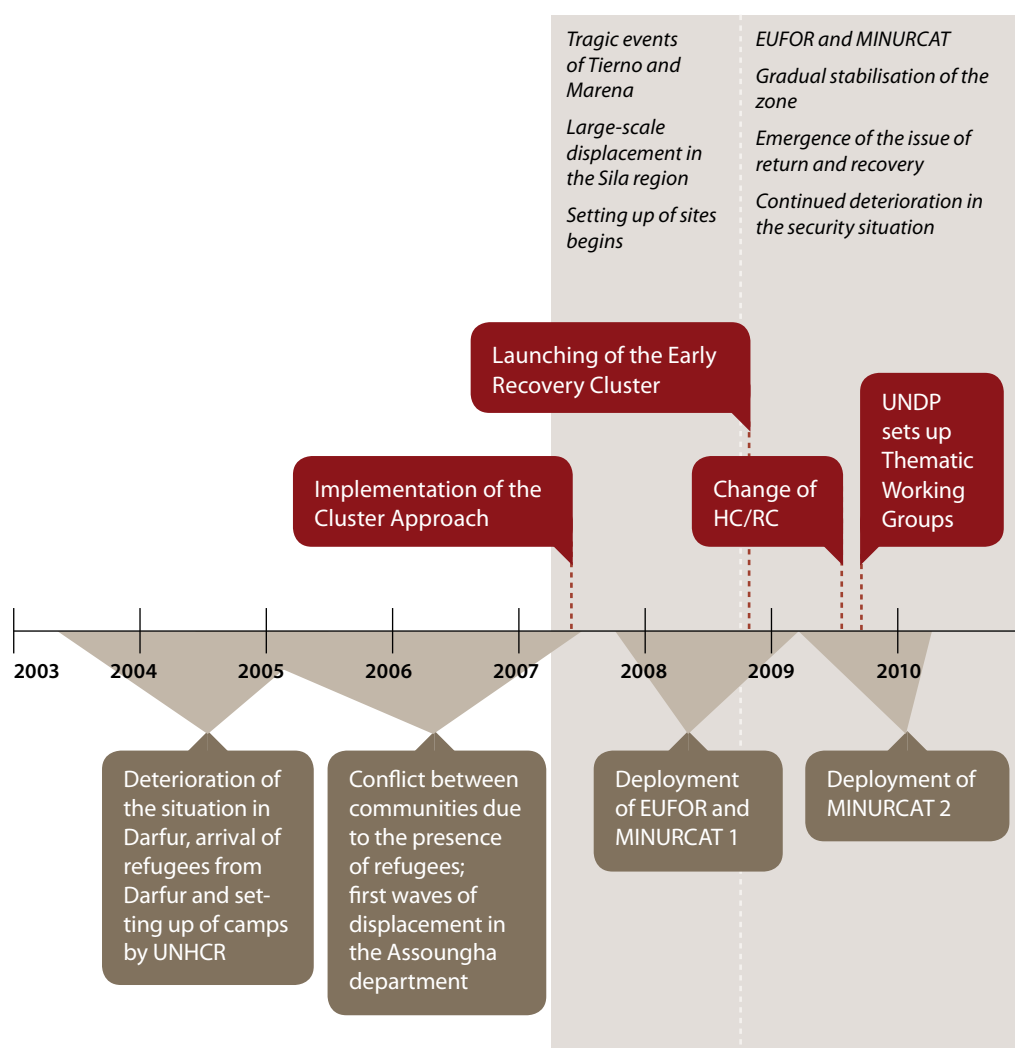 Tragic events
of Tierno and
Marena
Large-scale
displacement in
the Sila region
Setting up of sites
begins
EUFOR and MINURCAT
Gradual stabilisation of the
zone
Emergence of the issue of
return and recovery
Continued deterioration in
the security situation
Launching of the Early
Recovery Cluster
UNDP
sets up
Thematic
Working
Groups
Implementation of the
Cluster Approach
Change of
HC/RC
2003
2004
2005
2006
2007
2008
2009
2010
Deterioration of
the situation in
Darfur, arrival of
refugees from
Darfur and set-
ting up of camps
by UNHCR
Conflict between
communities due
to the presence
of refugees;
first waves of
displacement in
the Assoungha
department
Deployment
of EUFOR and
MINURCAT 1
Deployment of
MINURCAT 2